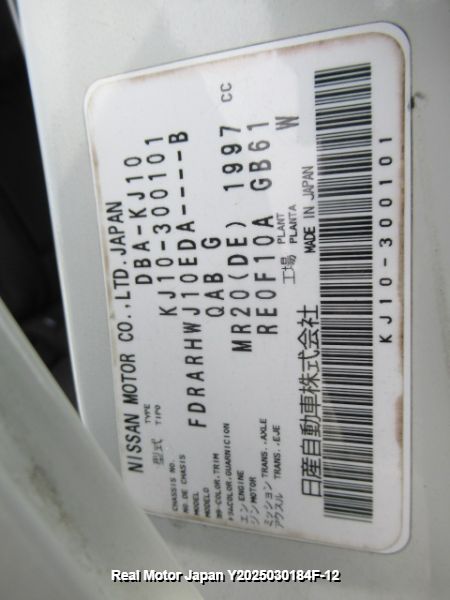 NISSAN MOTOR CO.,LTD.JAPAN
型式 TYPE TIPO DBA-KJ10
CHASSIS NO. NO. DE CHASIS KJ10-300101
MODEL MODELO FDRARHWJ10EDA----B
COLOR,TRIM COLOR,GUARNICION QAB G
エンジン ENGINE MOTOR MR20(DE) 1997 CC
ミッション アクスル TRANS.,AXLE TRANS.,EJE RE0F10A GB61
工場 PLANT PLANTA W
日産自動車株式会社 MADE IN JAPAN
KJ10-300101
Real Motor Japan Y2025030184F-12